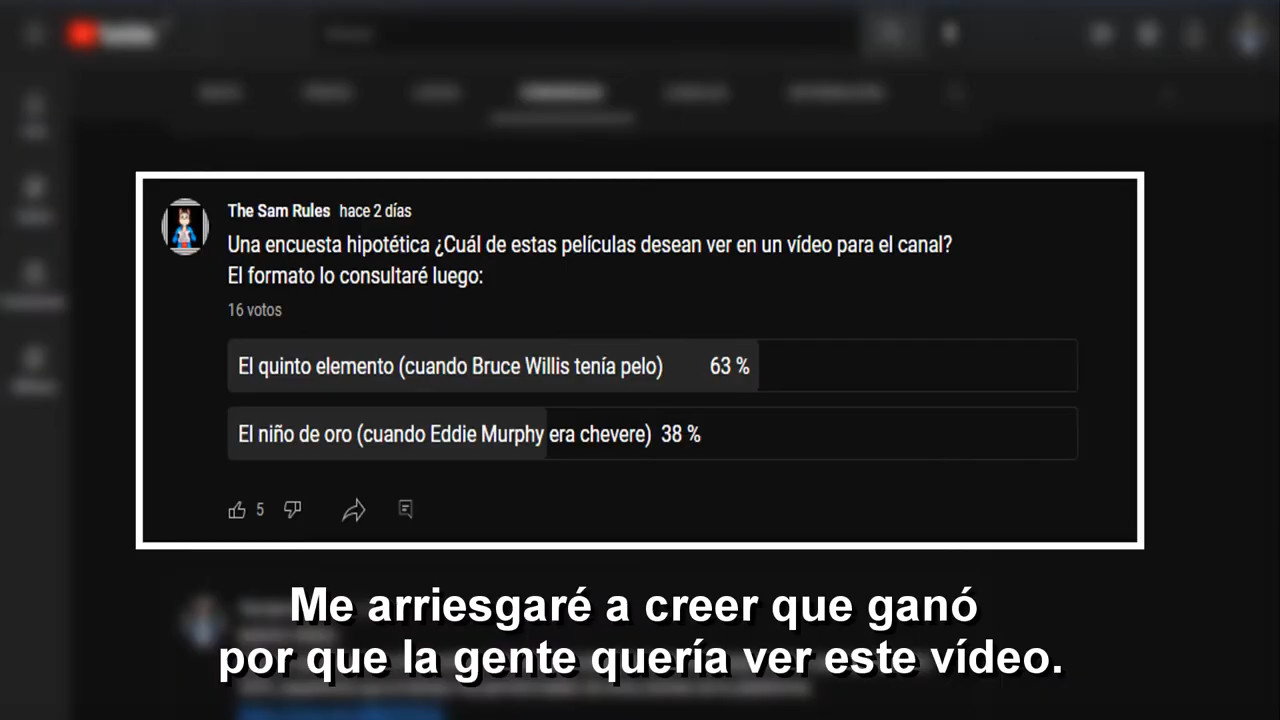 The Sam Rules hace 2 días
Una encuesta hipotética ¿Cuál de estas películas desean ver en un vídeo para el canal?
El formato lo consultaré luego:
16 votos
El quinto elemento (cuando Bruce Willis tenía pelo) 63 %
El niño de oro (cuando Eddie Murphy era chevere) 38 %
5
Me arriesgaré a creer que ganó
por que la gente quería ver este vídeo.